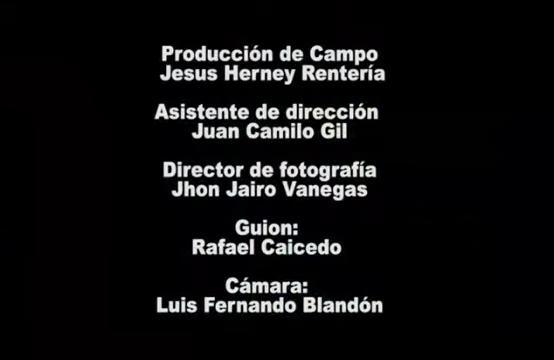 Producción de Campo
Jesus Herney Rentería
Asistente de dirección
Juan Camilo Gil
Director de fotografía
Jhon Jairo Vanegas
Guion:
Rafael Caicedo
Cámara:
Luis Fernando Blandón